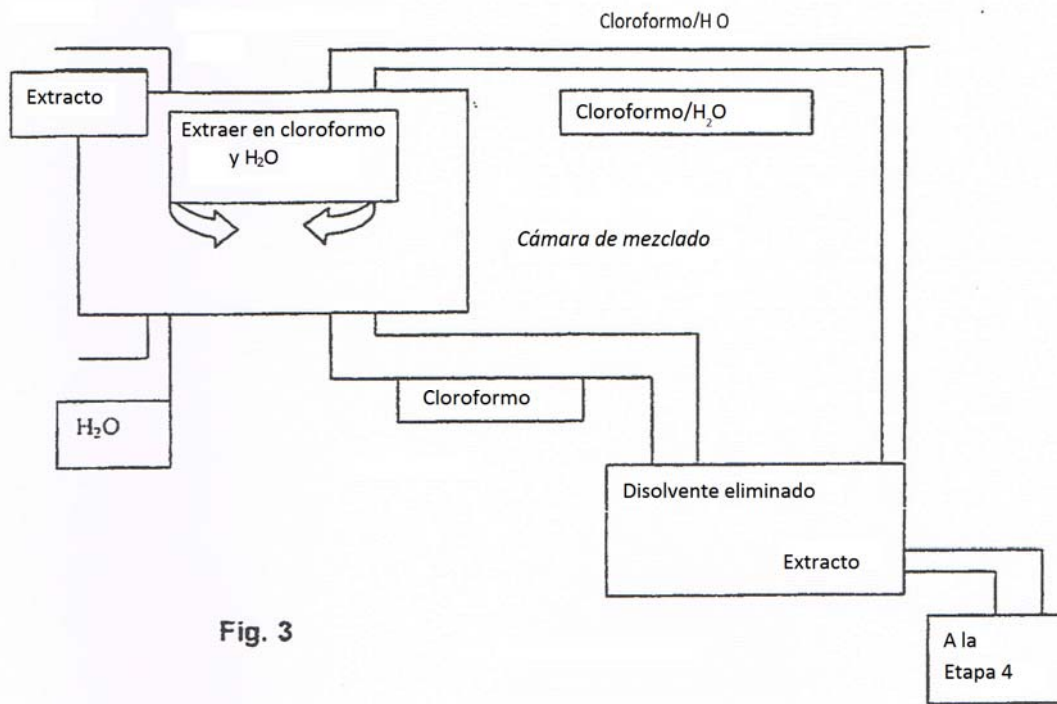 Cloroformo/H O
Extracto
Extraer en cloroformo
y H₂O
Cloroformo/H₂O
Cámara de mezclado
Cloroformo
H₂O
Disolvente eliminado
Extracto
Fig. 3
A la
Etapa 4